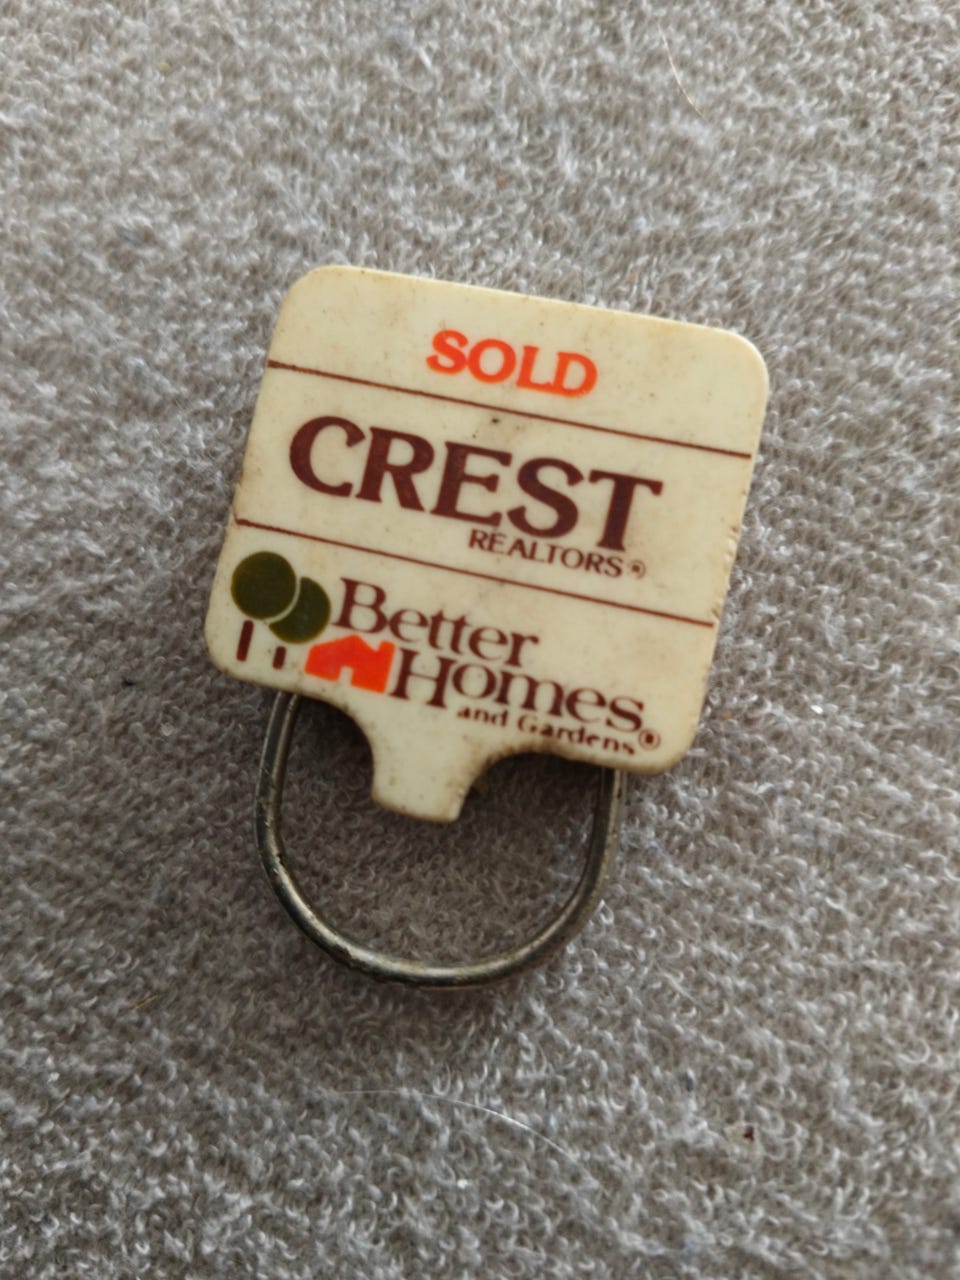 SOLD
CREST
REALTORS®
Better
Homes
and Gardens®